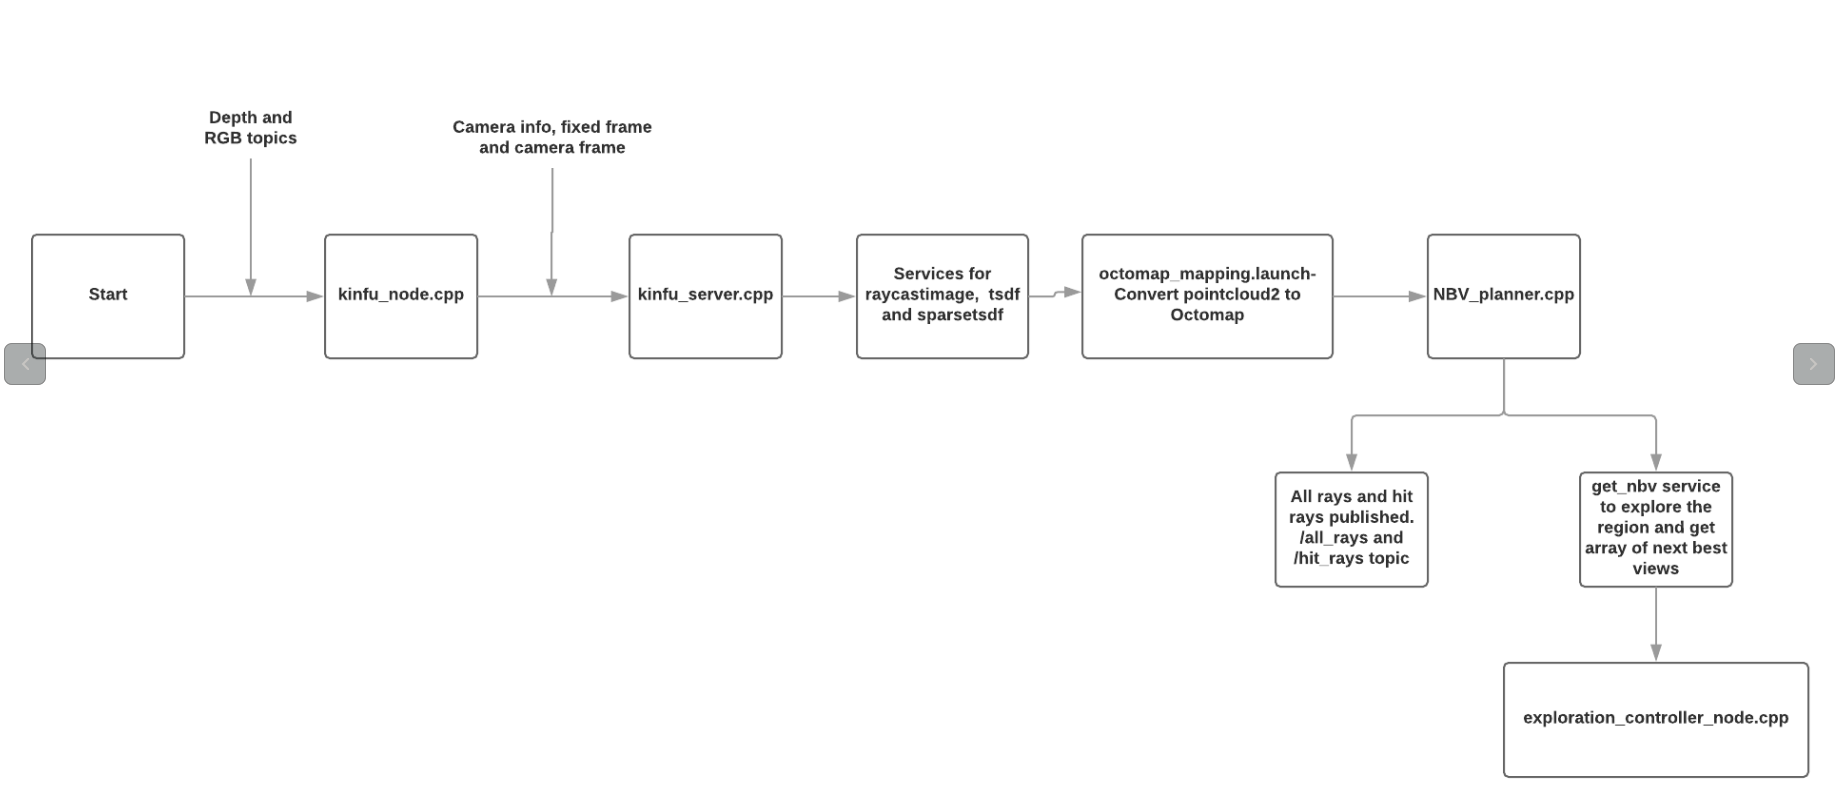 Depth and
RGB topics
Camera info, fixed frame
and camera frame
Start
kinfu_node.cpp
kinfu_server.cpp
Services for
raycastimage, tsdf
and sparsetsdf
octomap_mapping.launch-
Convert pointcloud2 to
Octomap
NBV_planner.cpp
All rays and hit
rays published.
/all_rays and
/hit_rays topic
get_nbv service
to explore the
region and get
array of next best
views
exploration_controller_node.cpp